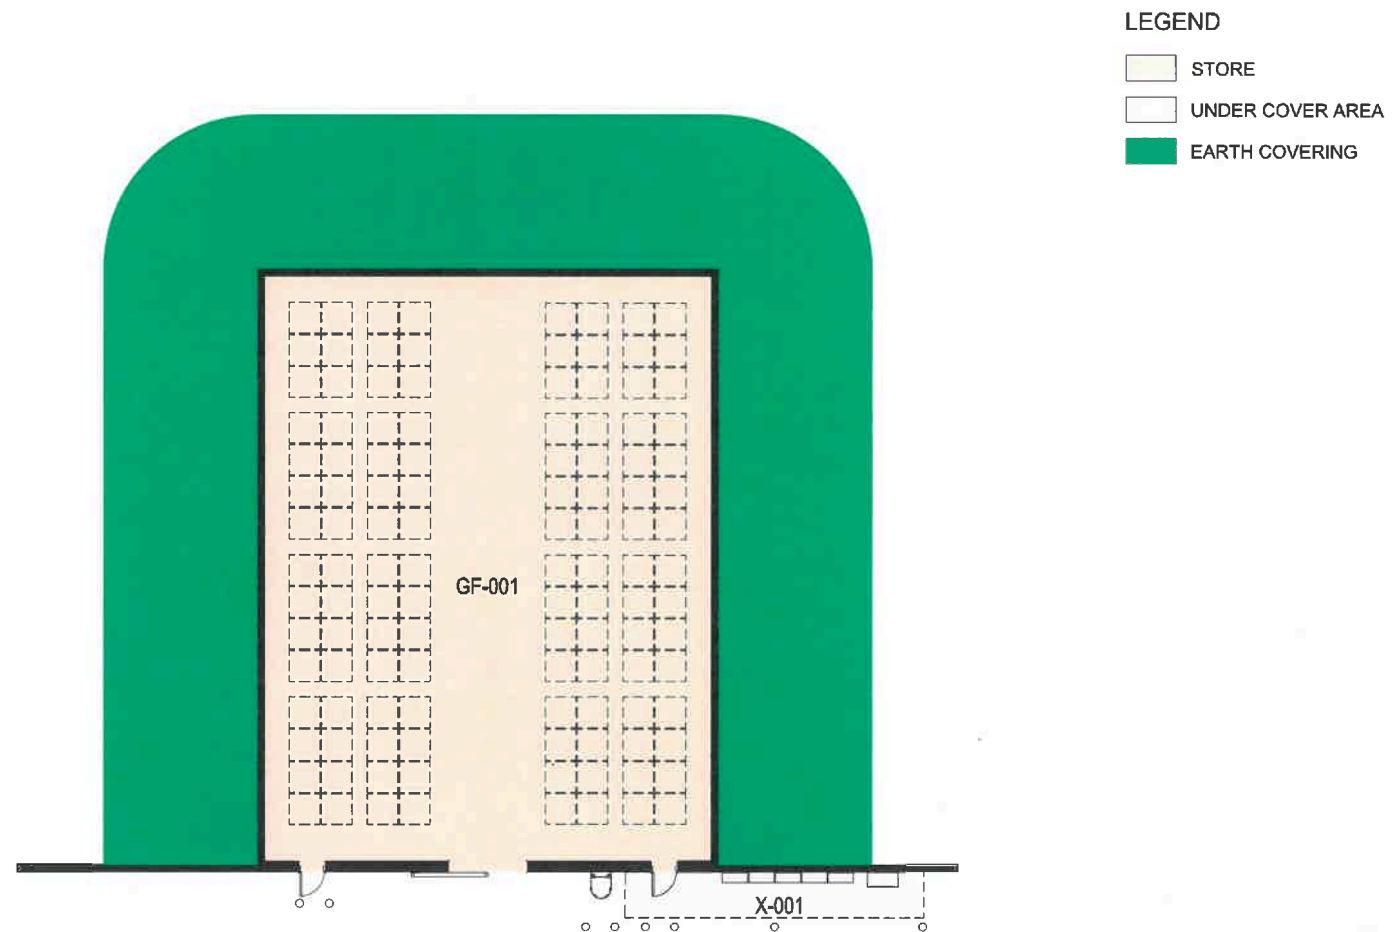 LEGEND
STORE
UNDER COVER AREA
EARTH COVERING
GF-001
X-001